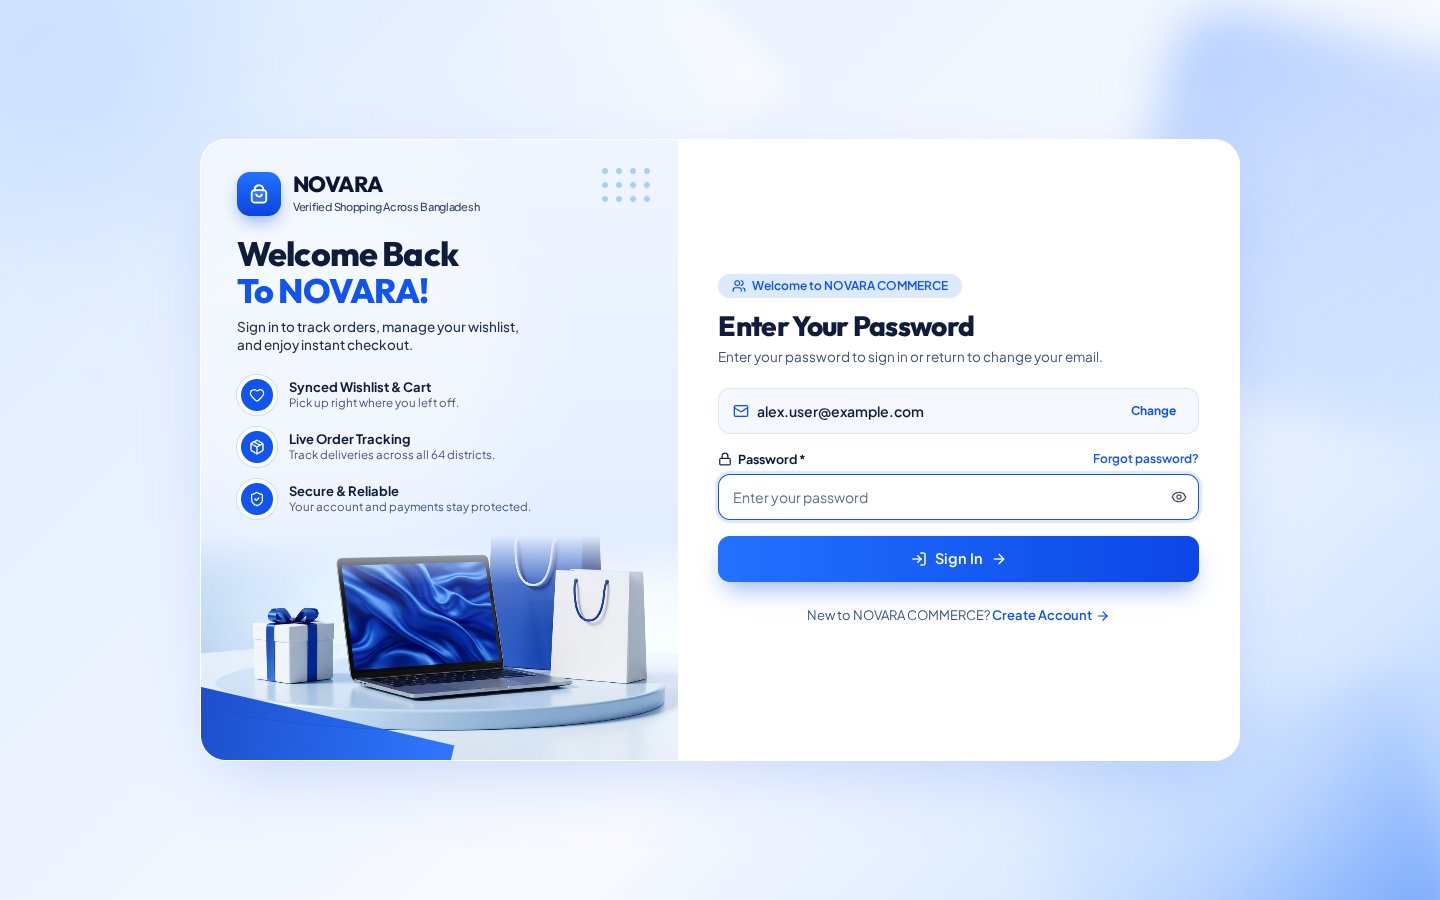 NOVARA
Verified Shopping Across Bangladesh
Welcome Back
To NOVARA!
Sign in to track orders, manage your wishlist,
and enjoy instant checkout.
Synced Wishlist & Cart
Pick up right where you left off.
Live Order Tracking
Track deliveries across all 64 districts.
Secure & Reliable
Your account and payments stay protected.
Welcome to NOVARA COMMERCE
Enter Your Password
Enter your password to sign in or return to change your email.
alex.user@example.com Change
Password * Forgot password?
Enter your password
Sign In
New to NOVARA COMMERCE? Create Account